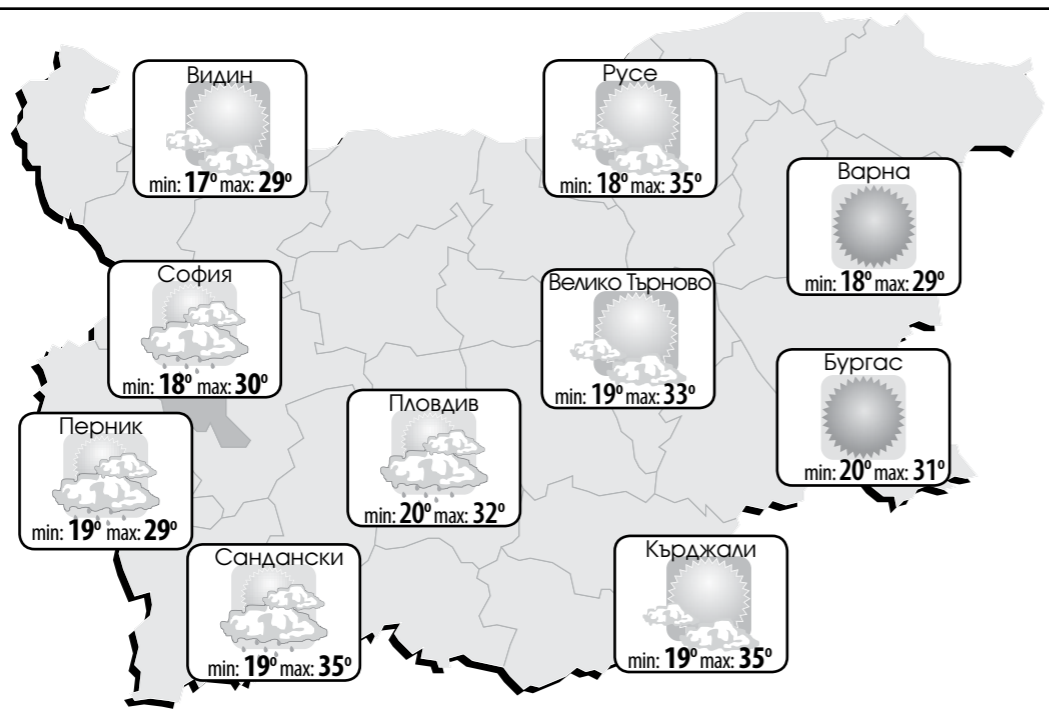 Видин
min: 17° max: 29°
Русе
min: 18° max: 35°
Варна
min: 18° max: 29°
София
min: 18° max: 30°
Велико Търново
min: 19° max: 33°
Бургас
min: 20° max: 31°
Пловдив
min: 20° max: 32°
Перник
min: 19° max: 29°
Сандански
min: 19° max: 35°
Кърджали
min: 19° max: 35°